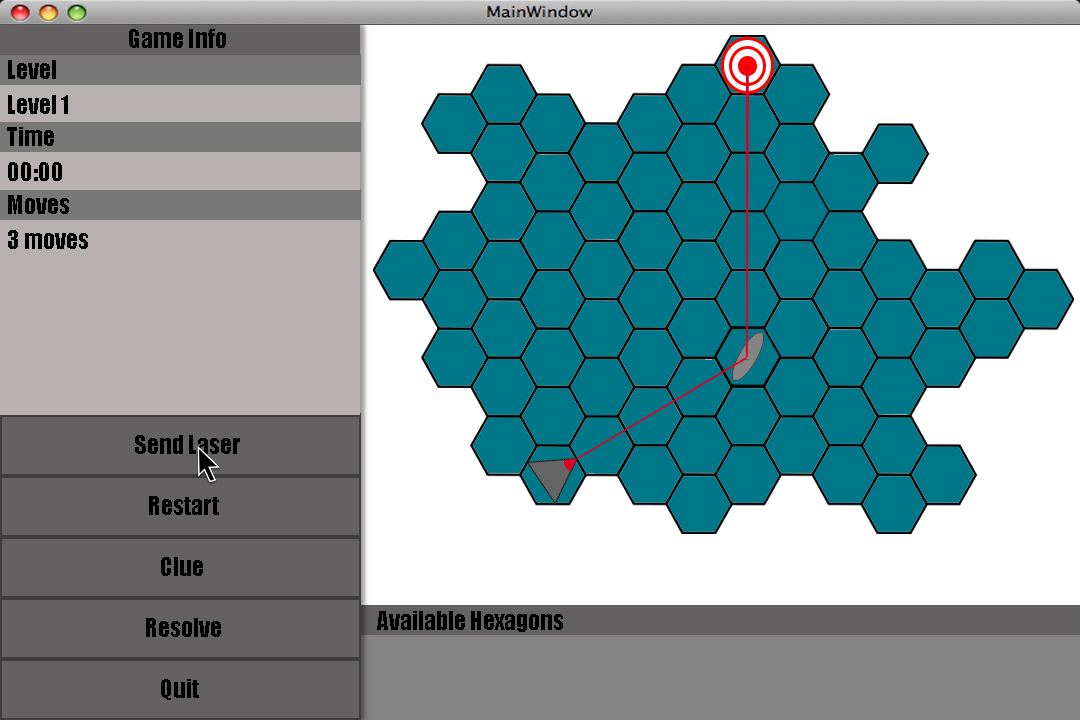 MainWindow
Game Info
Level
Level 1
Time
00:00
Moves
3 moves
Send Laser
Restart
Clue
Resolve
Quit
Available Hexagons